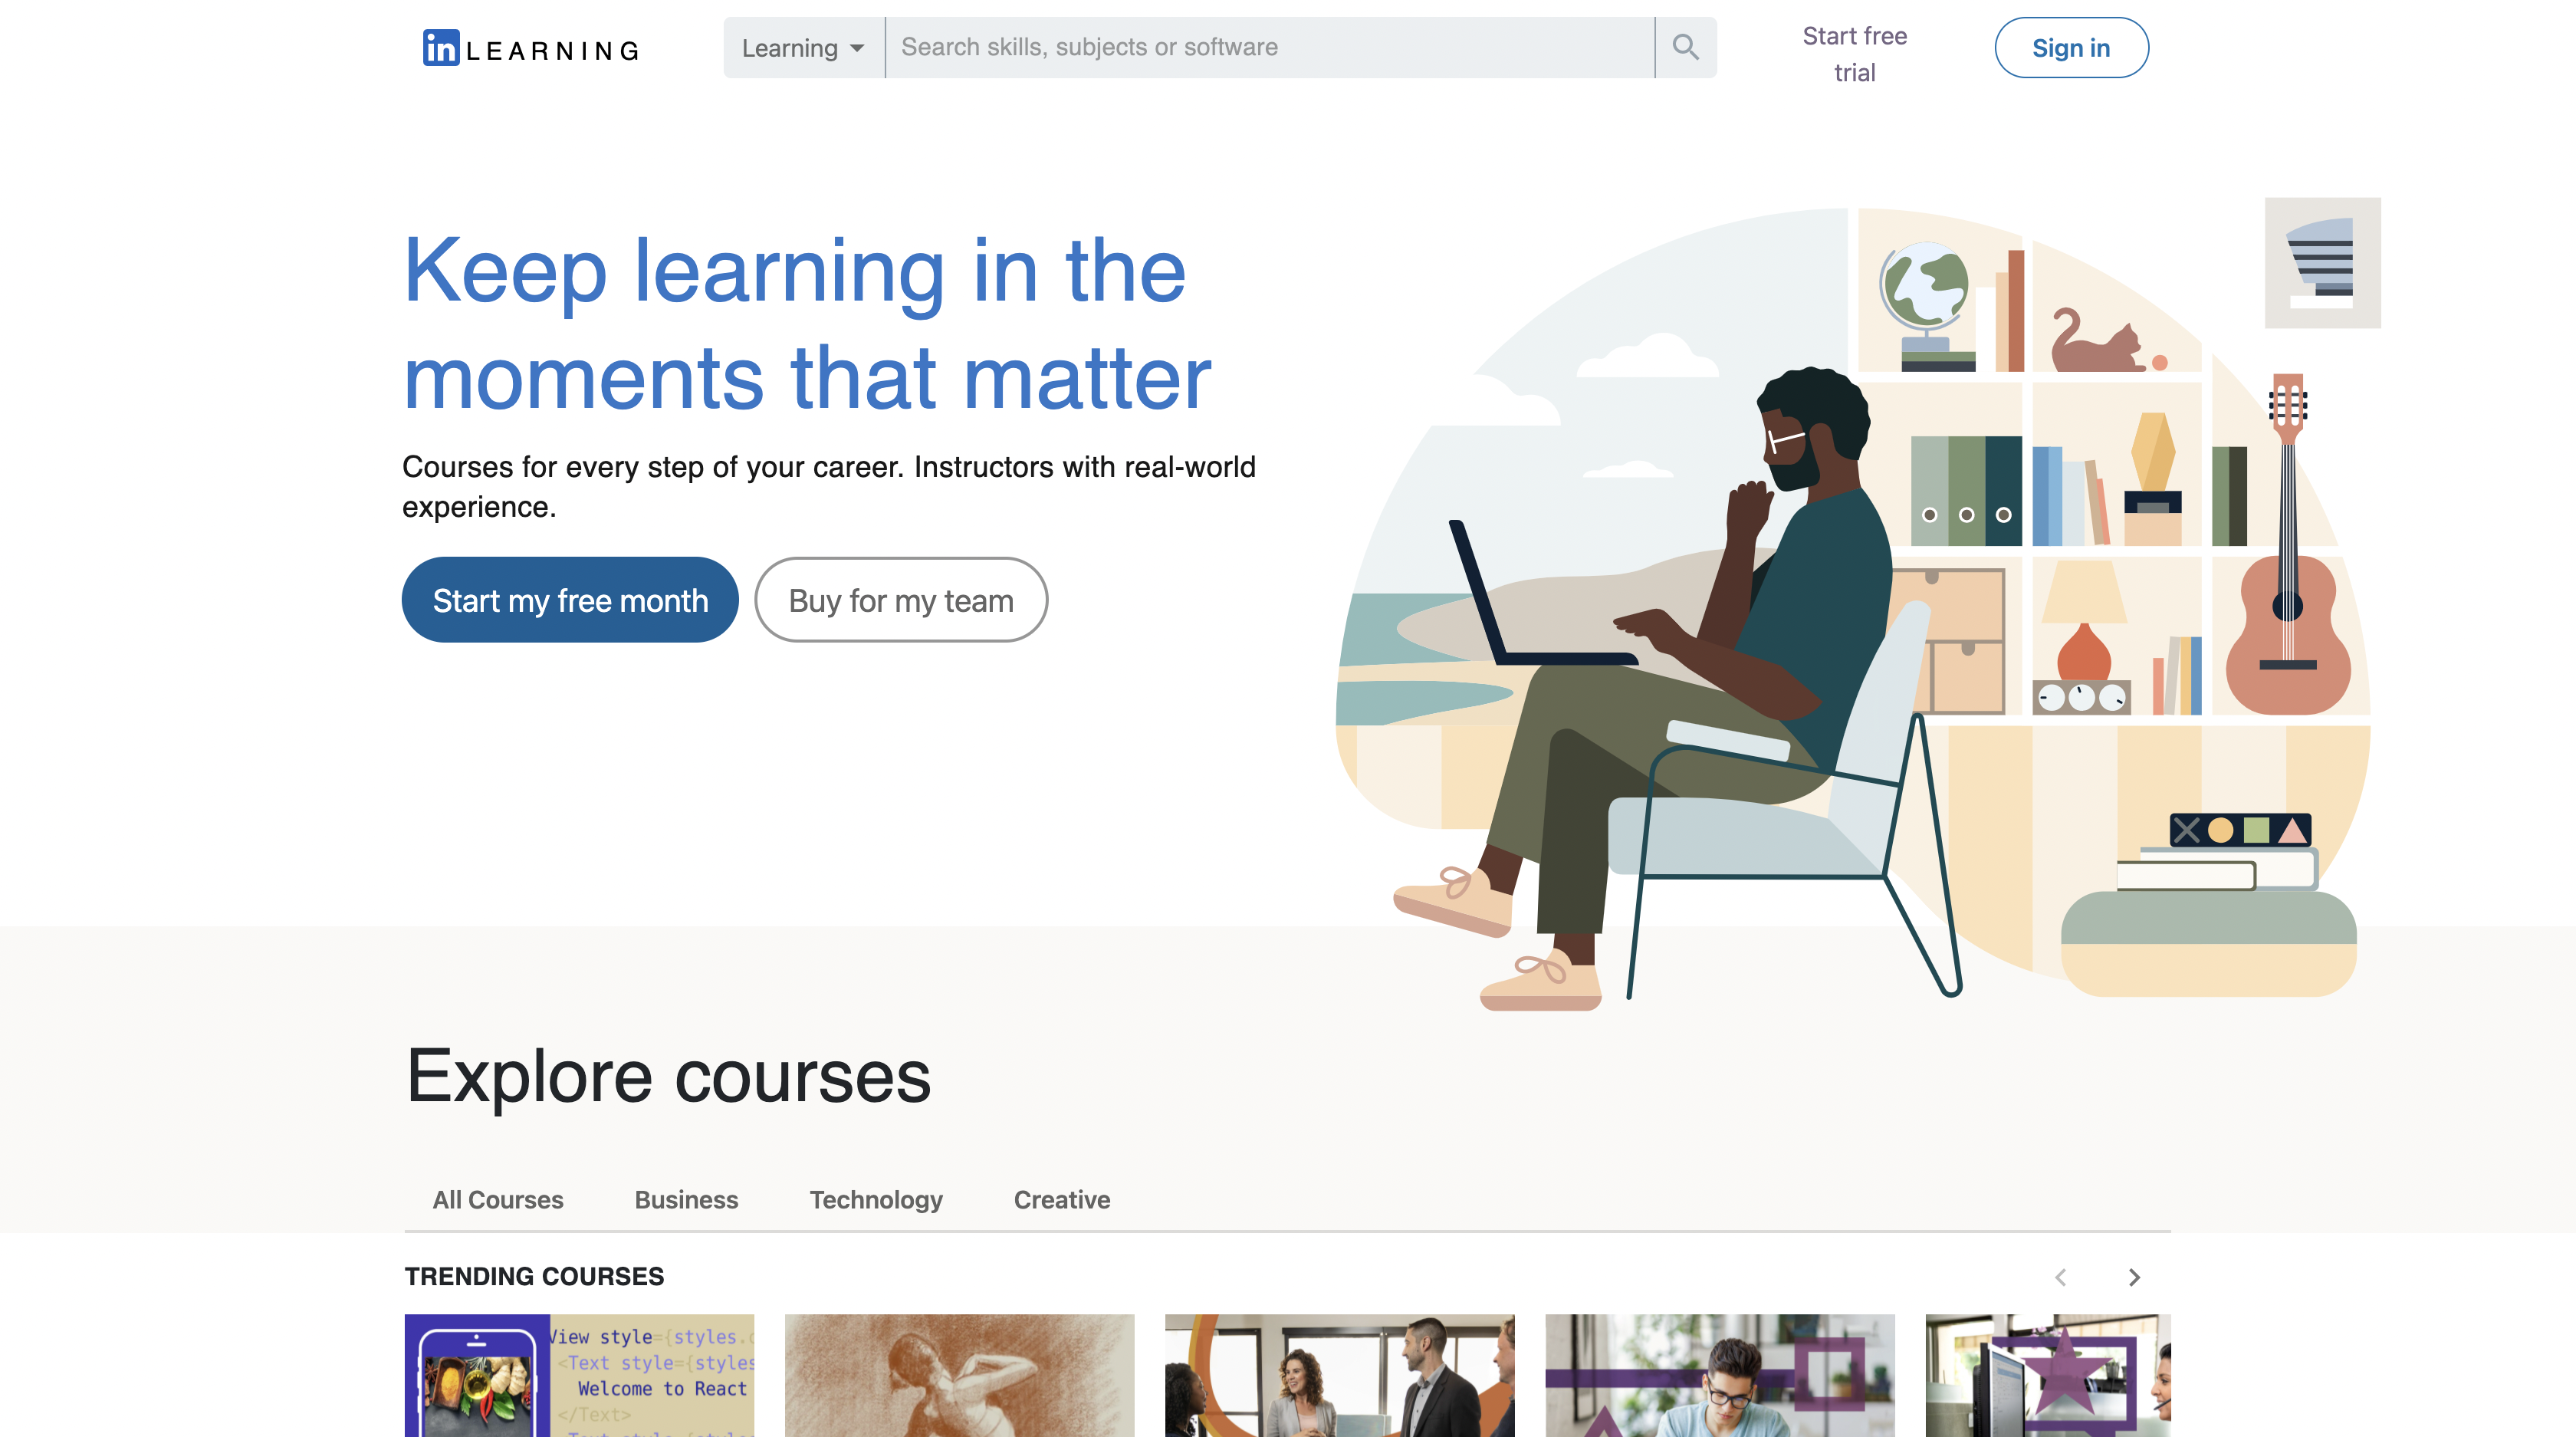 in LEARNING
Learning
Search skills, subjects or software
Start free
trial
Sign in
Keep learning in the
moments that matter
Courses for every step of your career. Instructors with real-world
experience.
Start my free month
Buy for my team
Explore courses
All Courses
Business
Technology
Creative
TRENDING COURSES
View style={styles.c
<Text style={styles
Welcome to React
</Text>